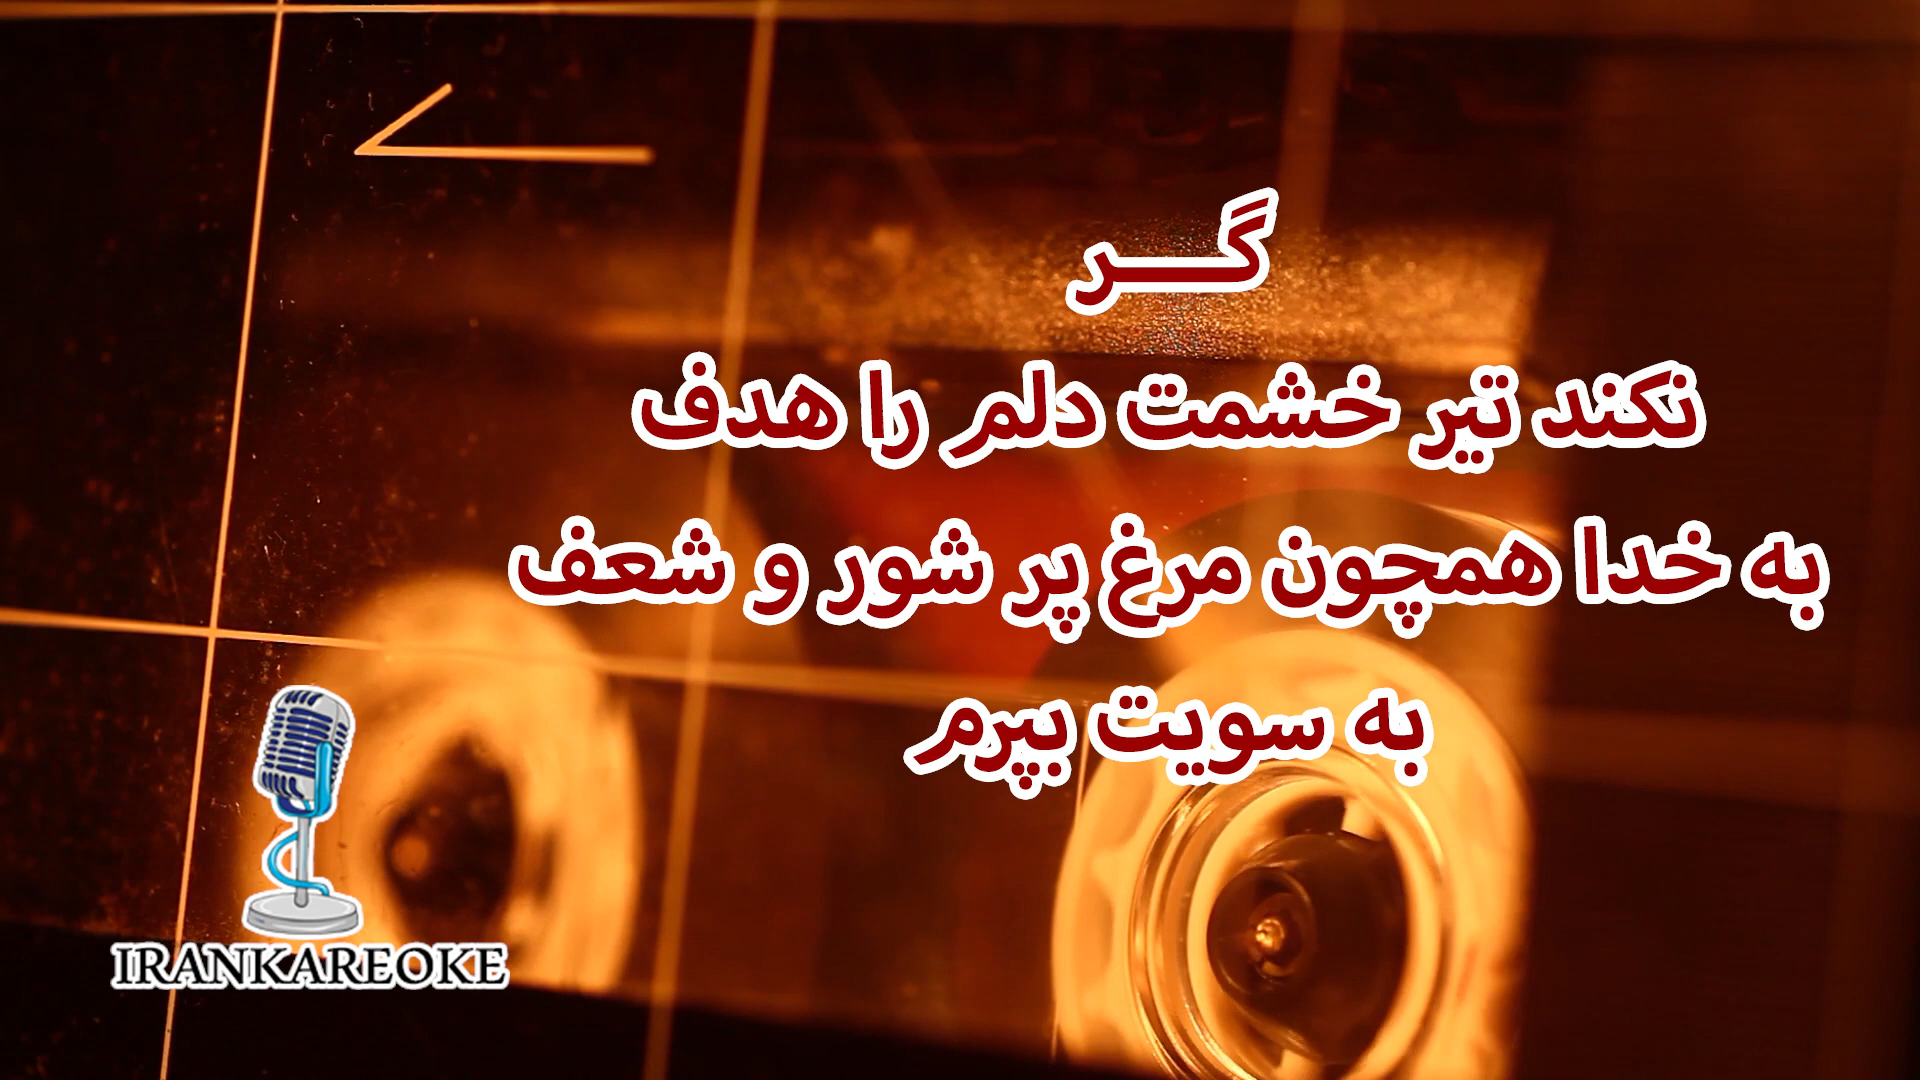 گـــر
نکند تیر خشمت دلم را هدف
به خدا همچون مرغ پر شور و شعف
به سویت بپرم
IRANKAREOKE